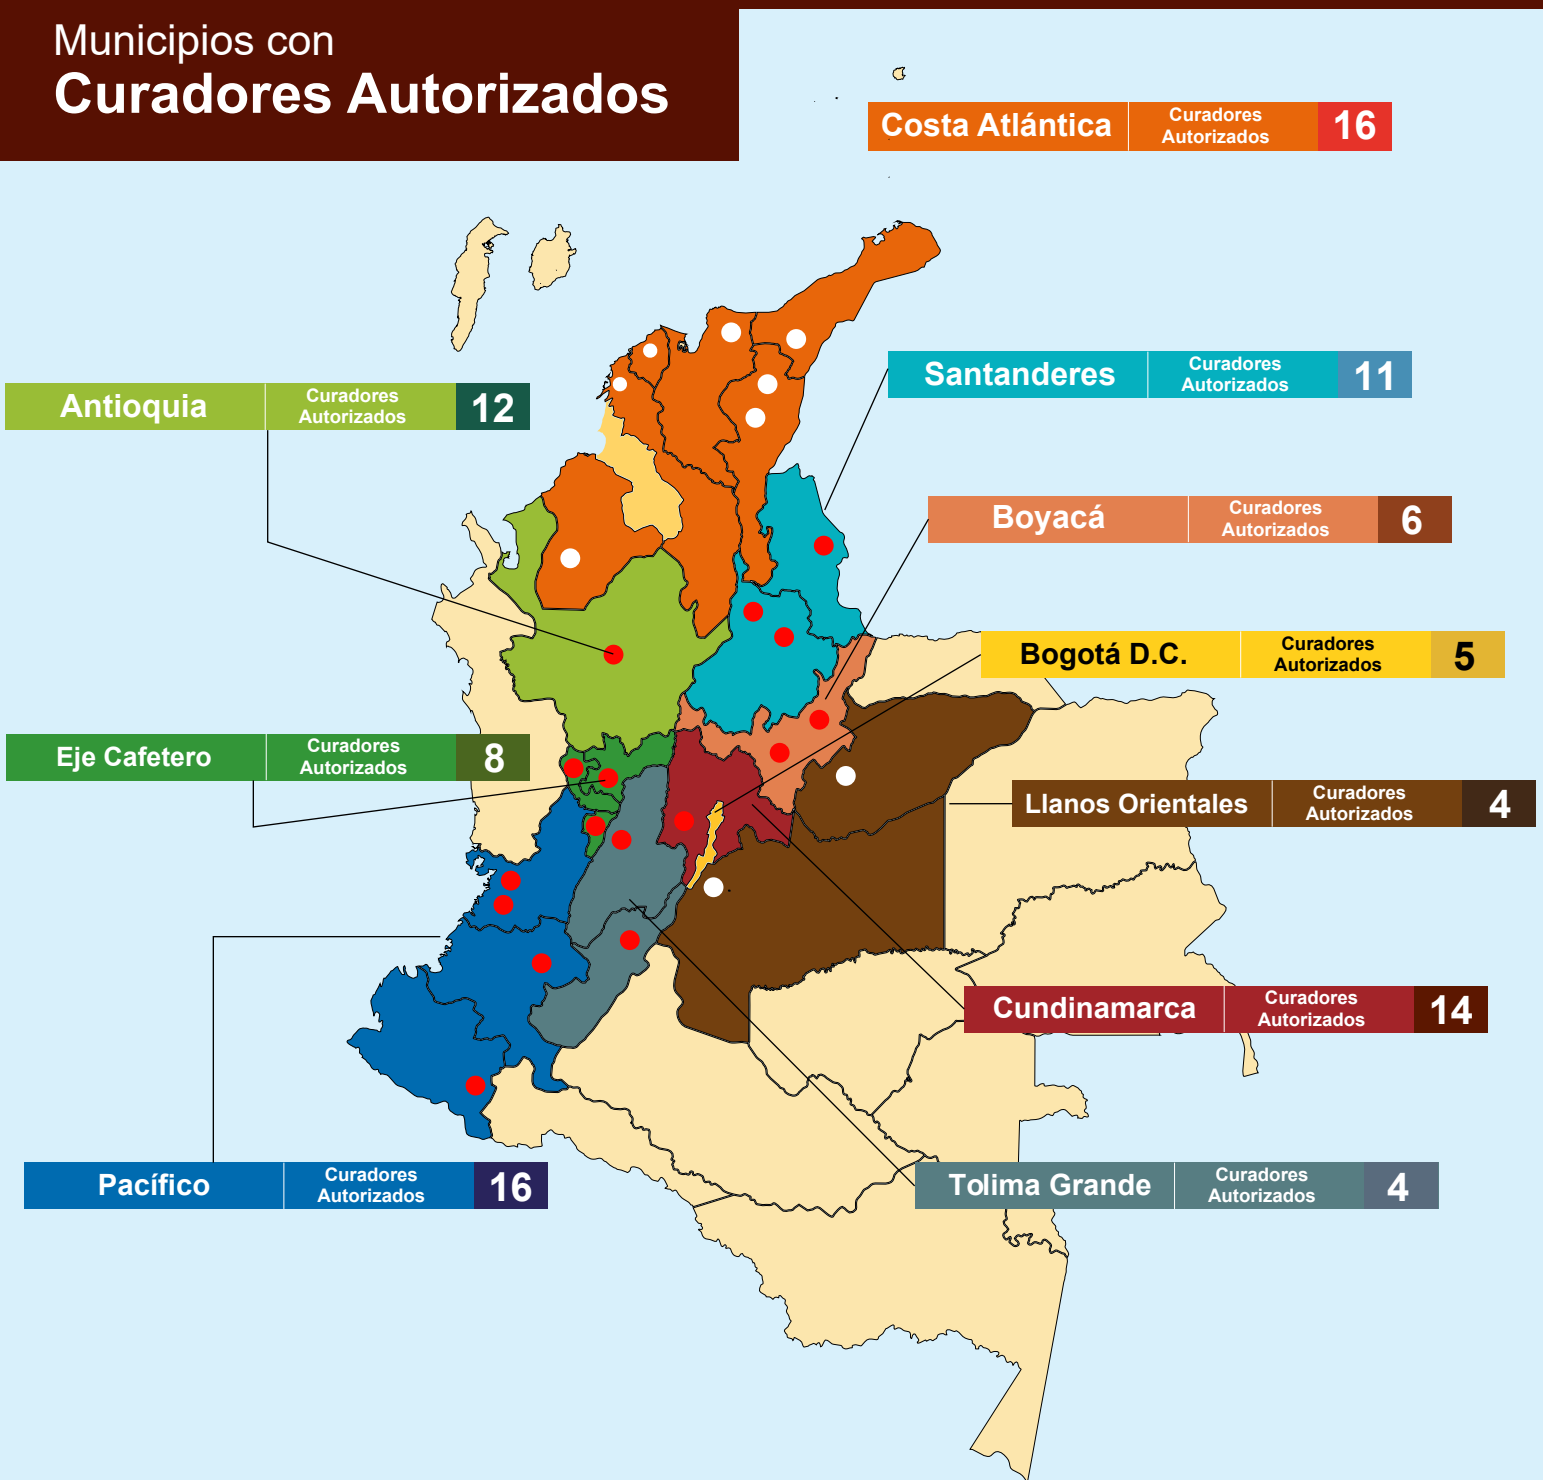 Municipios con
Curadores Autorizados
Costa Atlántica
Curadores
Autorizados
16
Santanderes
Curadores
Autorizados
11
Antioquia
Curadores
Autorizados
12
Boyacá
Curadores
Autorizados
6
Bogotá D.C.
Curadores
Autorizados
5
Eje Cafetero
Curadores
Autorizados
8
Llanos Orientales
Curadores
Autorizados
4
Cundinamarca
Curadores
Autorizados
14
Pacífico
Curadores
Autorizados
16
Tolima Grande
Curadores
Autorizados
4